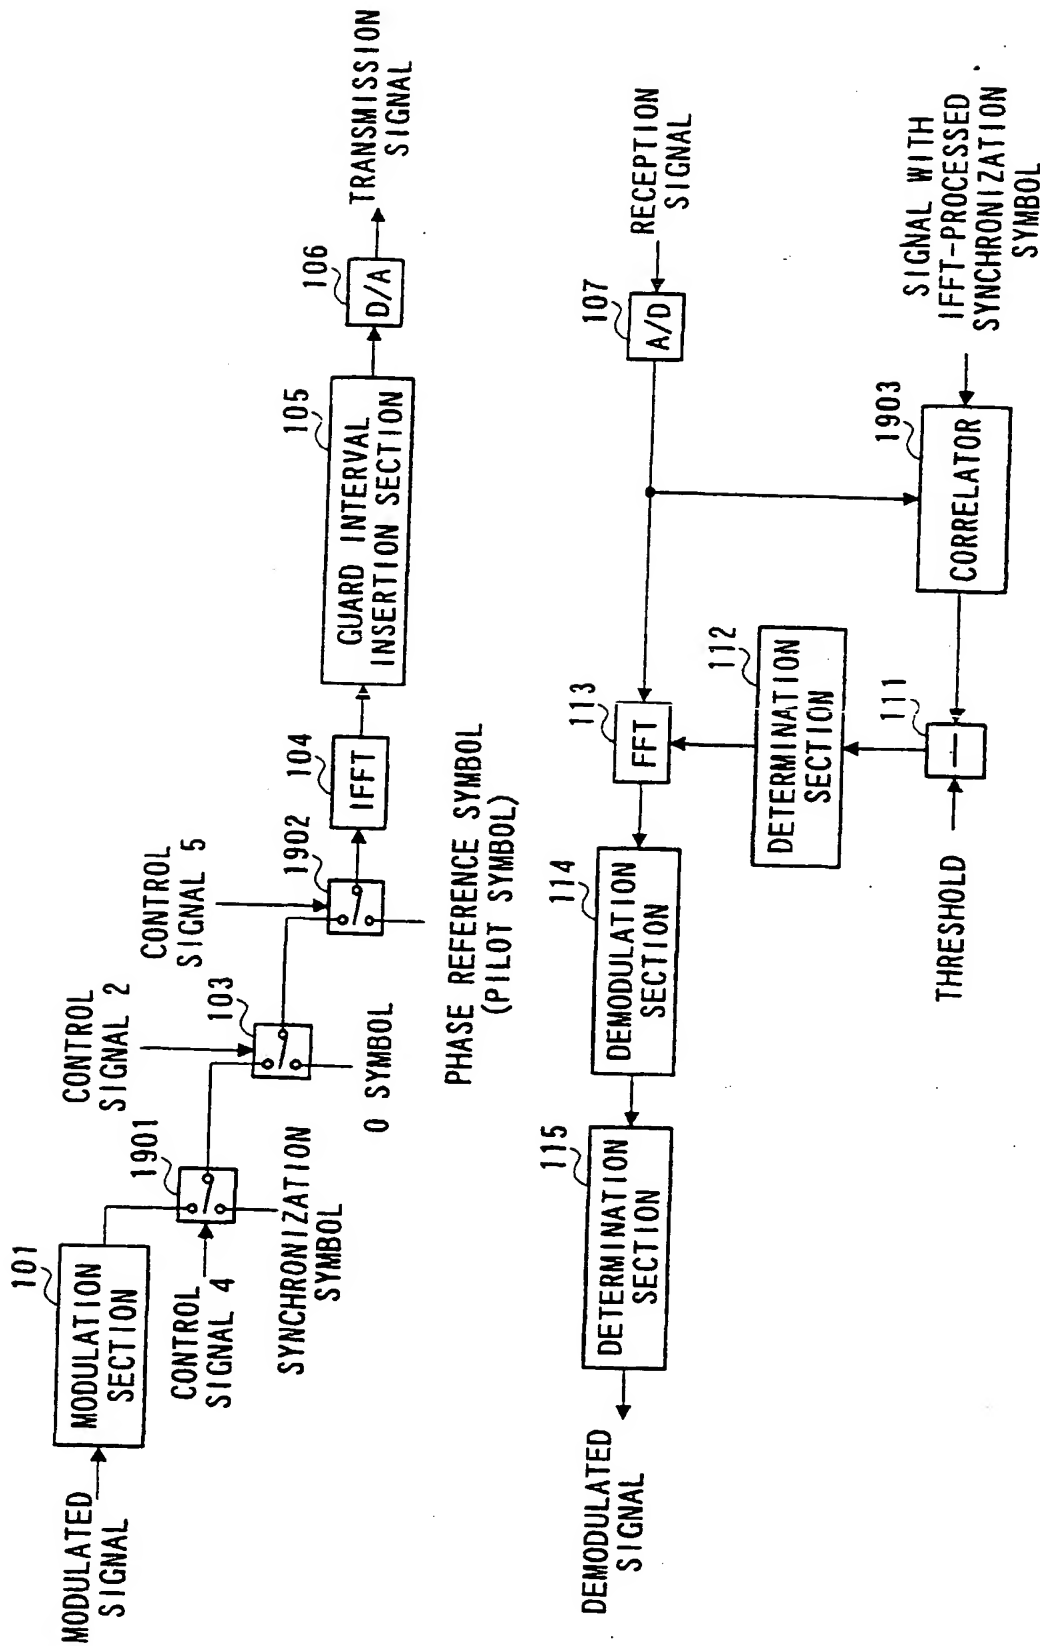 MODULATED
SIGNAL
101
MODULATION
SECTION
CONTROL
SIGNAL 4
1901
SYNCHRONIZATION
SYMBOL
CONTROL
SIGNAL 2
103
0 SYMBOL
CONTROL
SIGNAL 5
1902
PHASE REFERENCE SYMBOL
(PILOT SYMBOL)
104
IFFT
105
GUARD INTERVAL
INSERTION SECTION
106
D/A
TRANSMISSION
SIGNAL
RECEPTION
SIGNAL
107
A/D
SIGNAL WITH
IFFT-PROCESSED
SYNCHRONIZATION
SYMBOL
1903
CORRELATOR
111
THRESHOLD
112
DETERMINATION
SECTION
113
FFT
114
DEMODULATION
SECTION
115
DETERMINATION
SECTION
DEMODULATED
SIGNAL